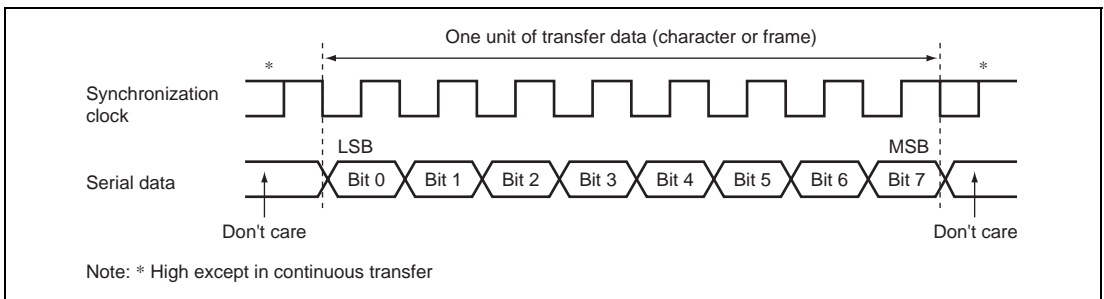 One unit of transfer data (character or frame)
* *
Synchronization
clock
LSB MSB
Serial data Bit 0 Bit 1 Bit 2 Bit 3 Bit 4 Bit 5 Bit 6 Bit 7
Don't care Don't care
Note: * High except in continuous transfer